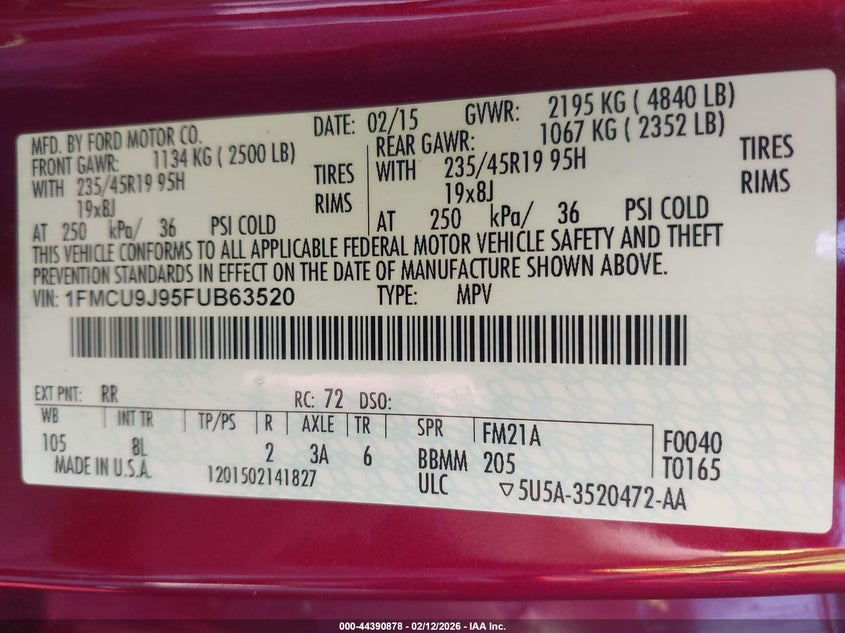 MFD. BY FORD MOTOR CO.
DATE: 02/15 GVWR: 2195 KG ( 4840 LB)
FRONT GAWR: 1134 KG ( 2500 LB)
WITH 235/45R19 95H TIRES
19x8J RIMS
AT 250 kPa/ 36 PSI COLD
REAR GAWR: 1067 KG ( 2352 LB)
WITH 235/45R19 95H TIRES
19x8J RIMS
AT 250 kPa/ 36 PSI COLD
THIS VEHICLE CONFORMS TO ALL APPLICABLE FEDERAL MOTOR VEHICLE SAFETY AND THEFT
PREVENTION STANDARDS IN EFFECT ON THE DATE OF MANUFACTURE SHOWN ABOVE.
VIN: 1FMCU9J95FUB63520 TYPE: MPV
EXT PNT: RR RC: 72 DSO:
WB INT TR TP/PS R AXLE TR SPR FM21A F0040
105 8L 2 3A 6 BBMM 205 T0165
MADE IN U.S.A. 1201502141827 ULC ▽5U5A-3520472-AA
000-44390878 - 02/12/2026 - IAA Inc.